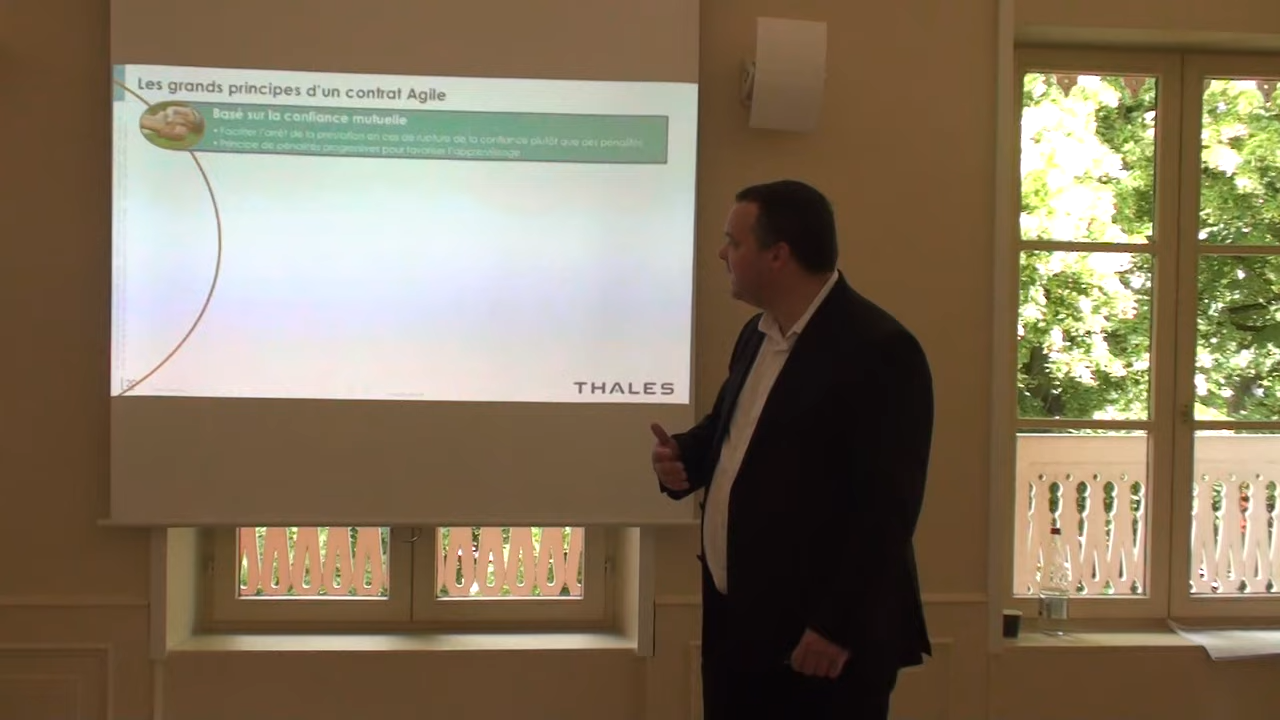 Les grands principes d'un contrat Agile
Basé sur la confiance mutuelle
• Faciliter l'arrêt de la prestation en cas de rupture de la confiance plutôt que des pénalités
• Principe de pénalités progressives pour favoriser l'apprentissage
THALES